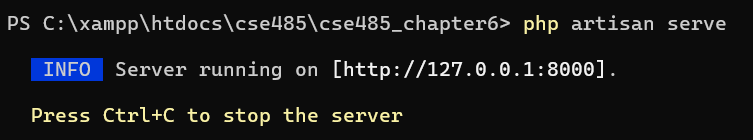 PS C:\xampp\htdocs\cse485\cse485_chapter6> php artisan serve
INFO Server running on [http://127.0.0.1:8000].
Press Ctrl+C to stop the server